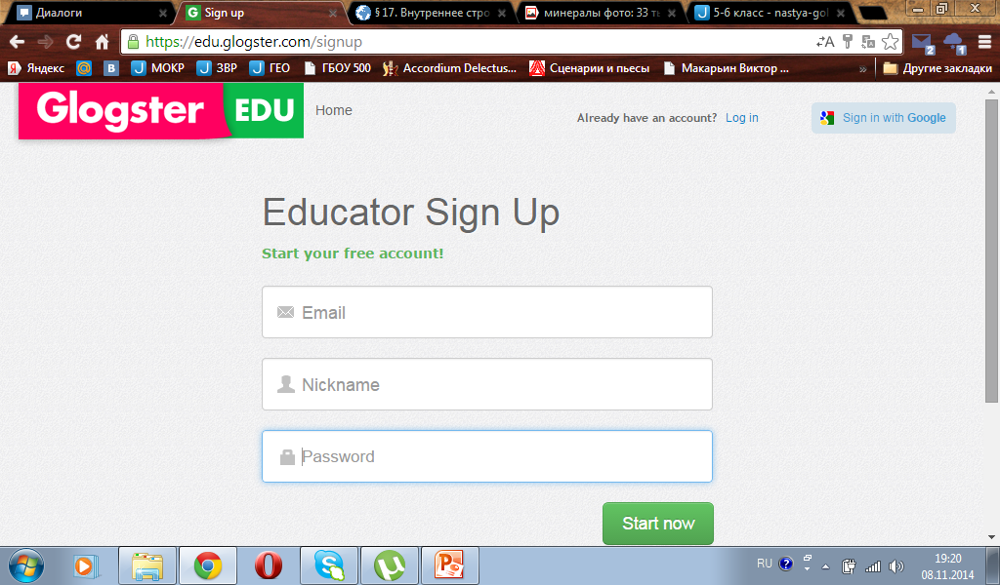 Диалоги
Sign up
§ 17. Внутреннее стро
минералы фото: 33 т
5-6 класс - nastya-gol
https://edu.glogster.com/signup
2
1
Яндекс
В
МОКР
ЗВР
ГЕО
ГБОУ 500
Accordium Delectus...
Сценарии и пьесы
Макарьин Виктор ...
»
Другие закладки
Glogster EDU
Home
Already have an account? Log in
Sign in with Google
Educator Sign Up
Start your free account!
Email
Nickname
Password
Start now
RU
19:20
08.11.2014